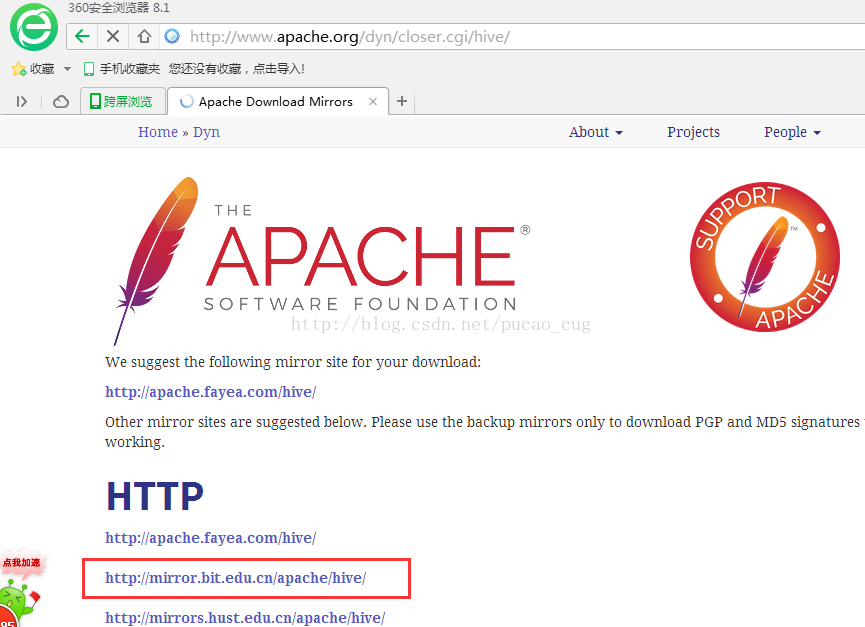 360安全浏览器 8.1
http://www.apache.org/dyn/closer.cgi/hive/
收藏 手机收藏夹 您还没有收藏，点击导入!
跨屏浏览 Apache Download Mirrors
Home » Dyn About Projects People
THE
APACHE®
SOFTWARE FOUNDATION
SUPPORT
APACHE
TM
http://blog.csdn.net/pucao_cug
We suggest the following mirror site for your download:
http://apache.fayea.com/hive/
Other mirror sites are suggested below. Please use the backup mirrors only to download PGP and MD5 signatures
working.
HTTP
http://apache.fayea.com/hive/
点我加速
http://mirror.bit.edu.cn/apache/hive/
95
http://mirrors.hust.edu.cn/apache/hive/